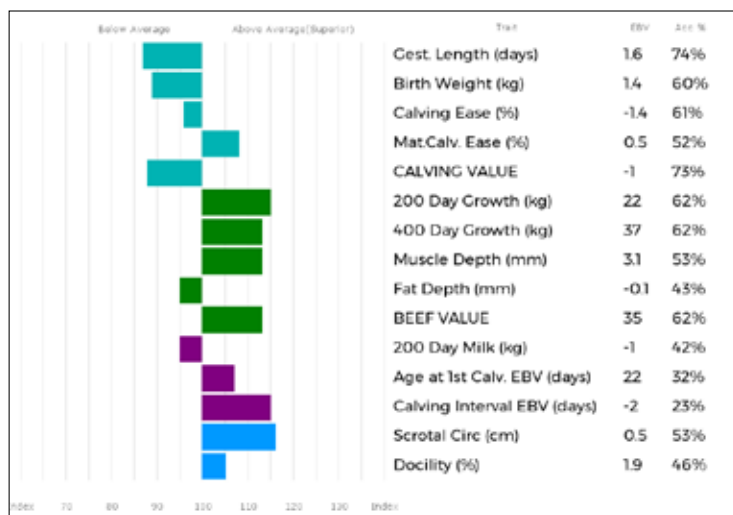 Below Average Above Average(Superior) Trait EBV Acc %
Gest. Length (days) 1.6 74%
Birth Weight (kg) 1.4 60%
Calving Ease (%) -1.4 61%
Mat.Calv. Ease (%) 0.5 52%
CALVING VALUE -1 73%
200 Day Growth (kg) 22 62%
400 Day Growth (kg) 37 62%
Muscle Depth (mm) 3.1 53%
Fat Depth (mm) -0.1 43%
BEEF VALUE 35 62%
200 Day Milk (kg) -1 42%
Age at 1st Calv. EBV (days) 22 32%
Calving Interval EBV (days) -2 23%
Scrotal Circ (cm) 0.5 53%
Docility (%) 1.9 46%
Index 70 80 90 100 110 120 130 Index